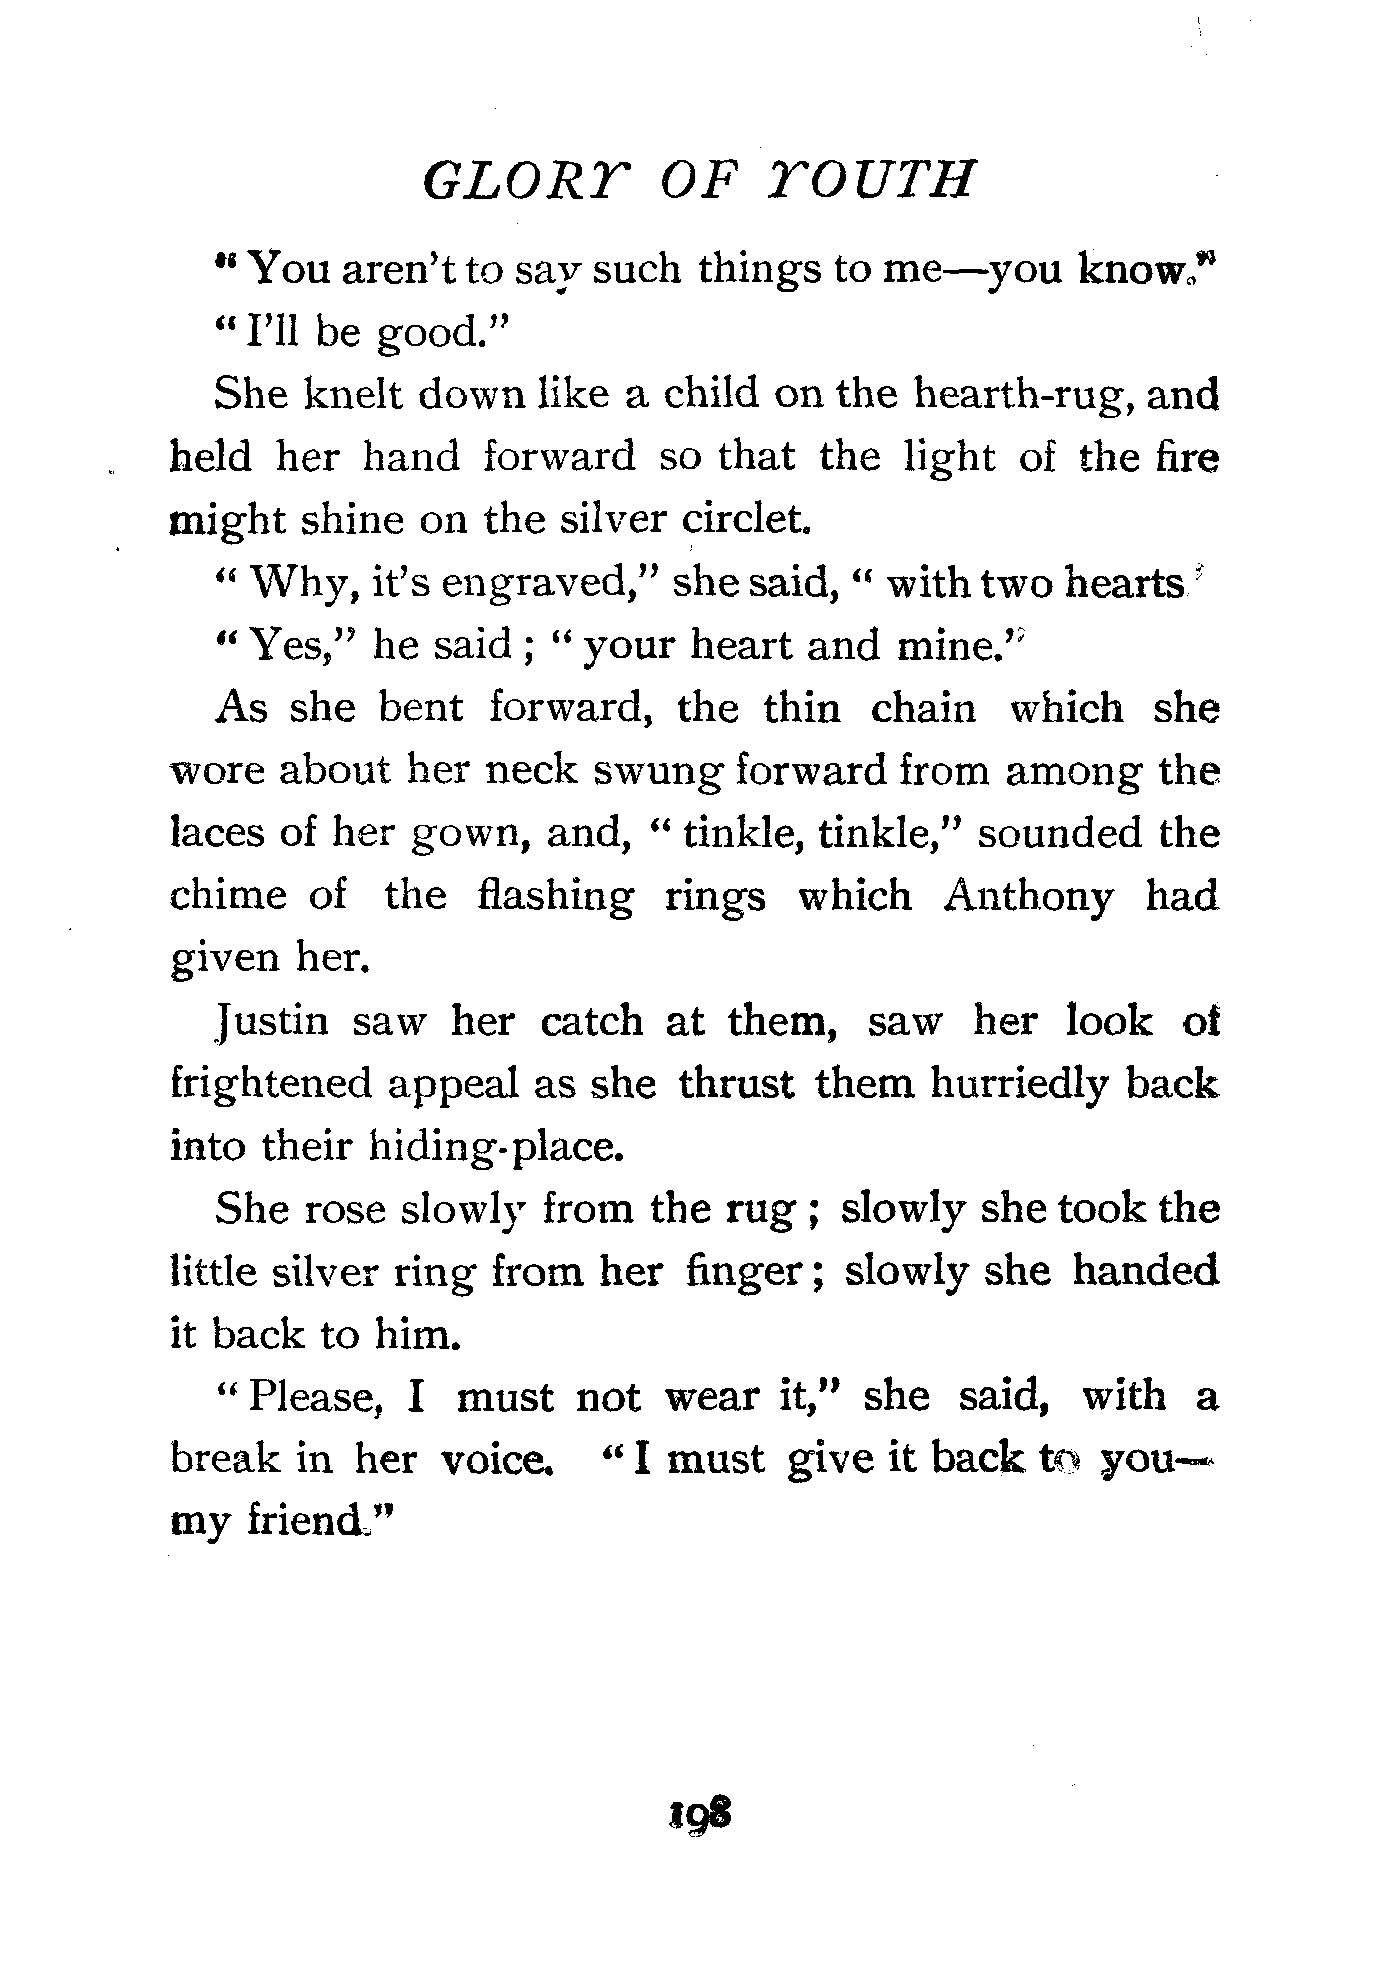 GLORY OF YOUTH
" You aren't to say such things to me—you know."
" I'll be good."
She knelt down like a child on the hearth-rug, and
held her hand forward so that the light of the fire
might shine on the silver circlet.
" Why, it's engraved," she said, " with two hearts "
" Yes," he said ; " your heart and mine."
As she bent forward, the thin chain which she
wore about her neck swung forward from among the
laces of her gown, and, " tinkle, tinkle," sounded the
chime of the flashing rings which Anthony had
given her.
Justin saw her catch at them, saw her look of
frightened appeal as she thrust them hurriedly back
into their hiding-place.
She rose slowly from the rug ; slowly she took the
little silver ring from her finger ; slowly she handed
it back to him.
" Please, I must not wear it," she said, with a
break in her voice. " I must give it back to you—
my friend."
198